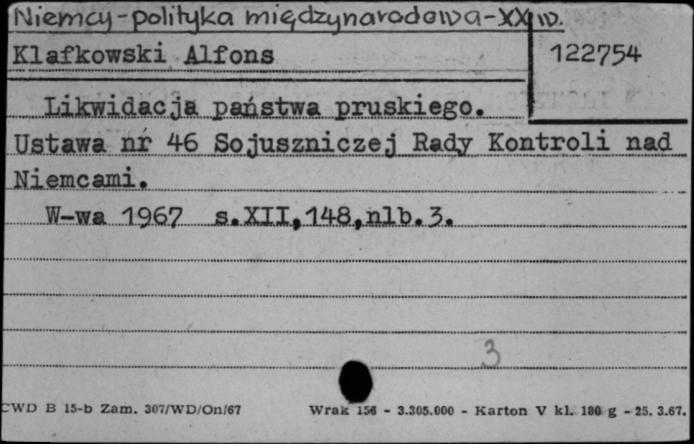 Niemcy-polityka międzynarodowa-XX w.
Klafkowski Alfons
122754
Likwidacja państwa pruskiego.
Ustawa nr 46 Sojuszniczej Rady Kontroli nad
Niemcami.
W-wa 1967 s.XII,148,nlb.3.
3
CWD B 15-b Zam. 307/WD/On/67 Wrak 156 - 3.305.000 - Karton V kl. 180 g - 25. 3.67.